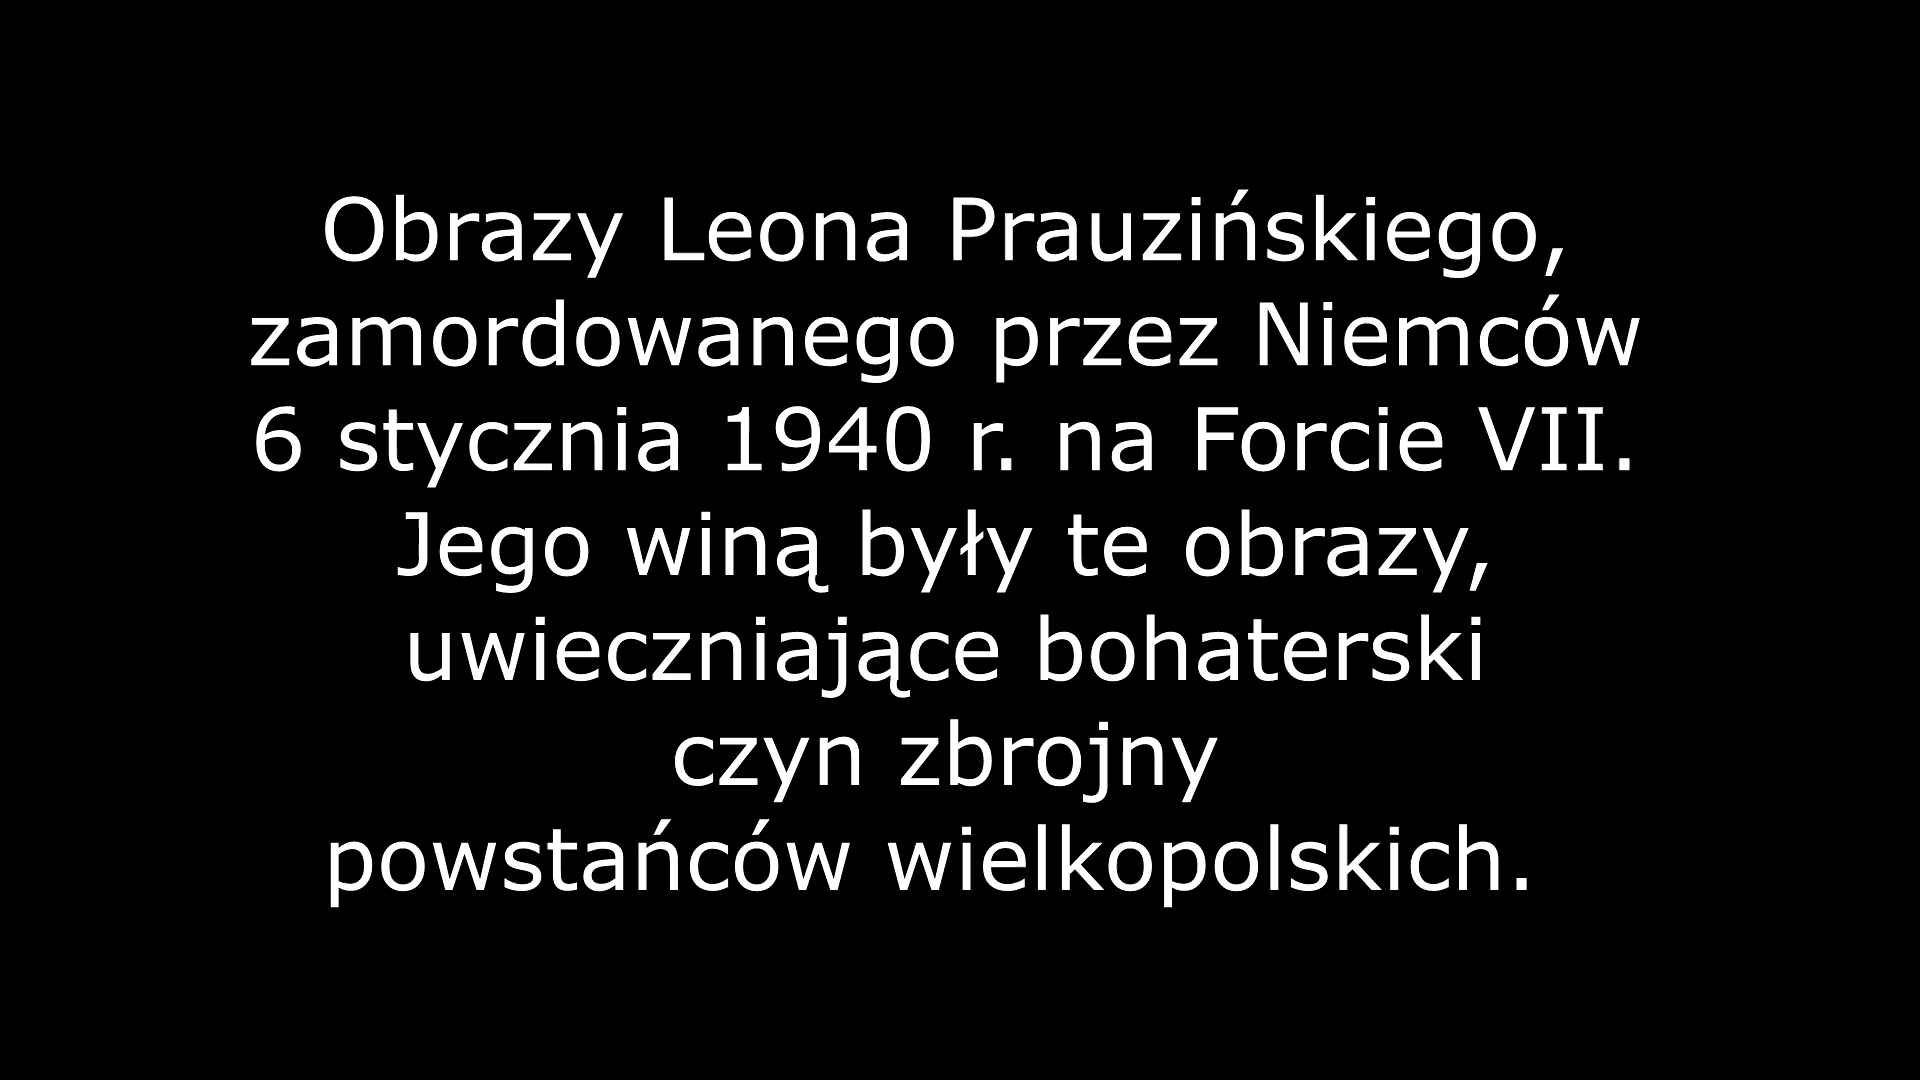 Obrazy Leona Prauzińskiego,
zamordowanego przez Niemców
6 stycznia 1940 r. na Forcie VII.
Jego winą były te obrazy,
uwieczniające bohaterski
czyn zbrojny
powstańców wielkopolskich.